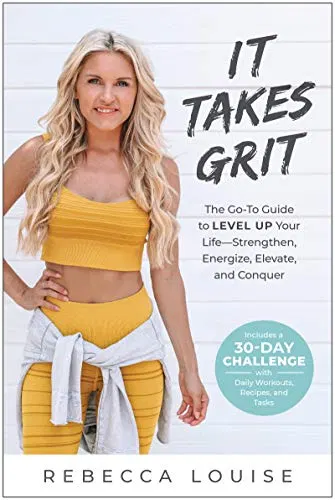 IT
TAKES
GRIT
The Go-To Guide
to LEVEL UP Your
Life—Strengthen,
Energize, Elevate,
and Conquer
Includes a
30-DAY
CHALLENGE
with
Daily Workouts,
Recipes, and
Tasks
REBECCA LOUISE